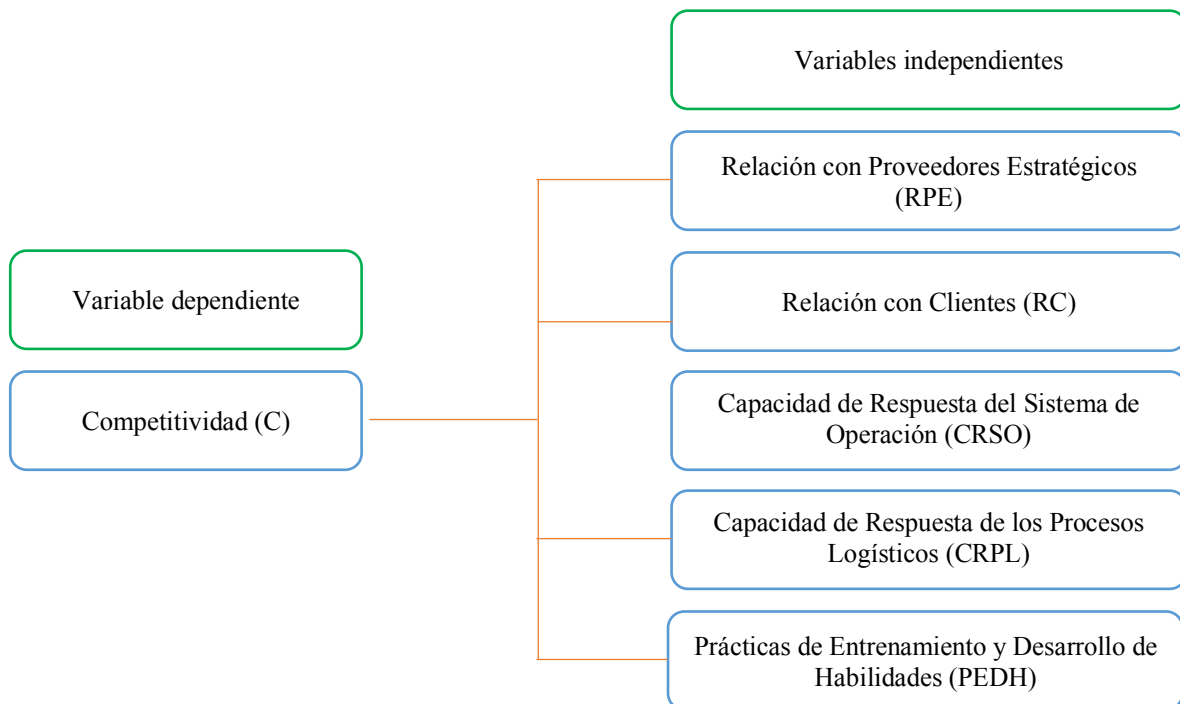 Variables independientes
Relación con Proveedores Estratégicos
(RPE)
Variable dependiente
Relación con Clientes (RC)
Competitividad (C)
Capacidad de Respuesta del Sistema de
Operación (CRSO)
Capacidad de Respuesta de los Procesos
Logísticos (CRPL)
Prácticas de Entrenamiento y Desarrollo de
Habilidades (PEDH)